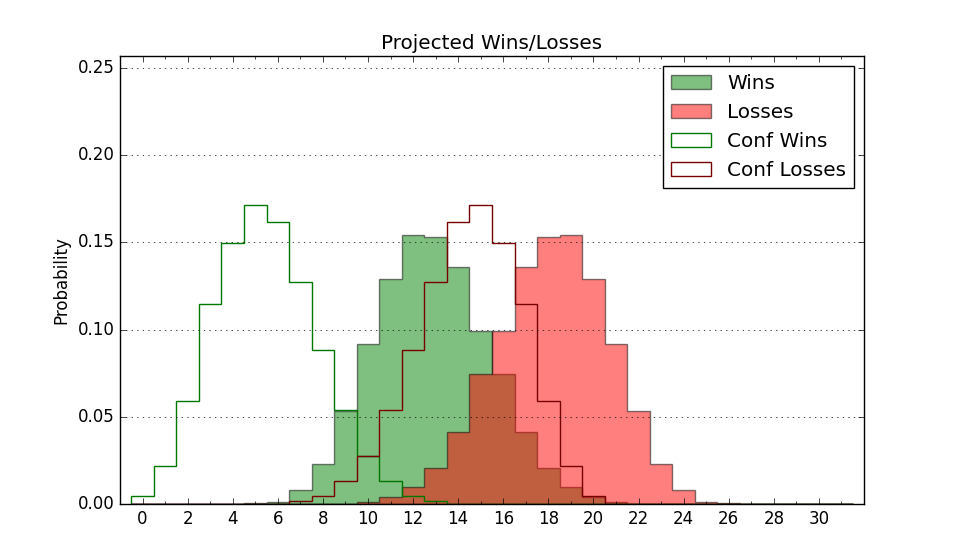 Projected Wins/Losses
Probability
0.25
0.20
0.15
0.10
0.05
0.00
Wins
Losses
Conf Wins
Conf Losses
0 2 4 6 8 10 12 14 16 18 20 22 24 26 28 30